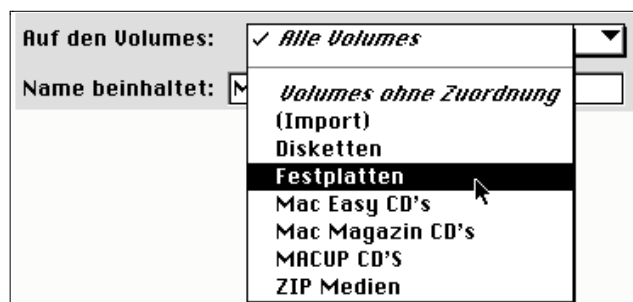 Auf den Volumes:
✓ Alle Volumes
Name beinhaltet: M
Volumes ohne Zuordnung
(Import)
Disketten
Festplatten
Mac Easy CD's
Mac Magazin CD's
MACUP CD'S
ZIP Medien